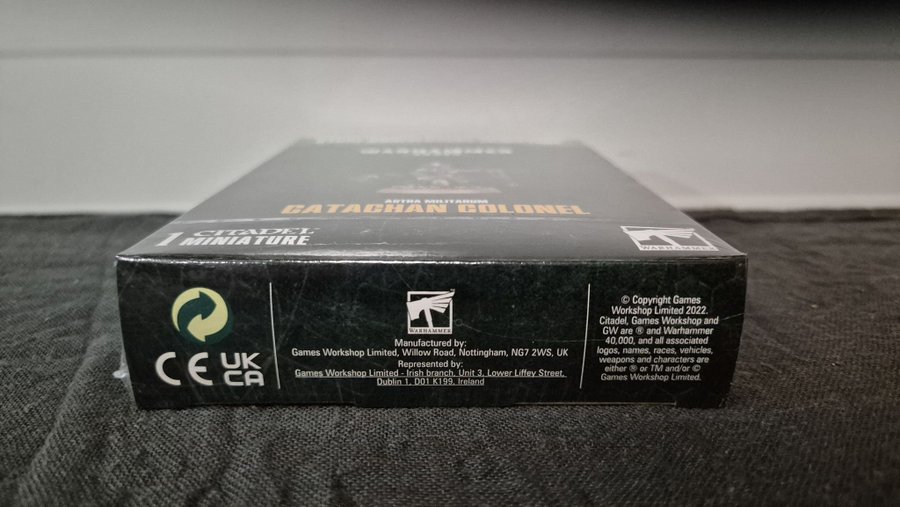 ASTRA MILITARUM
CATACHAN COLONEL
1 CITADEL MINIATURE
WARHAMMER
CE UK CA
WARHAMMER
Manufactured by:
Games Workshop Limited, Willow Road, Nottingham, NG7 2WS, UK
Represented by:
Games Workshop Limited - Irish branch, Unit 3, Lower Liffey Street,
Dublin 1, D01 K199, Ireland
© Copyright Games
Workshop Limited 2022.
Citadel, Games Workshop and
GW are ® and Warhammer
40,000, and all associated
logos, names, races, vehicles,
weapons and characters are
either ® or TM and/or ©
Games Workshop Limited.